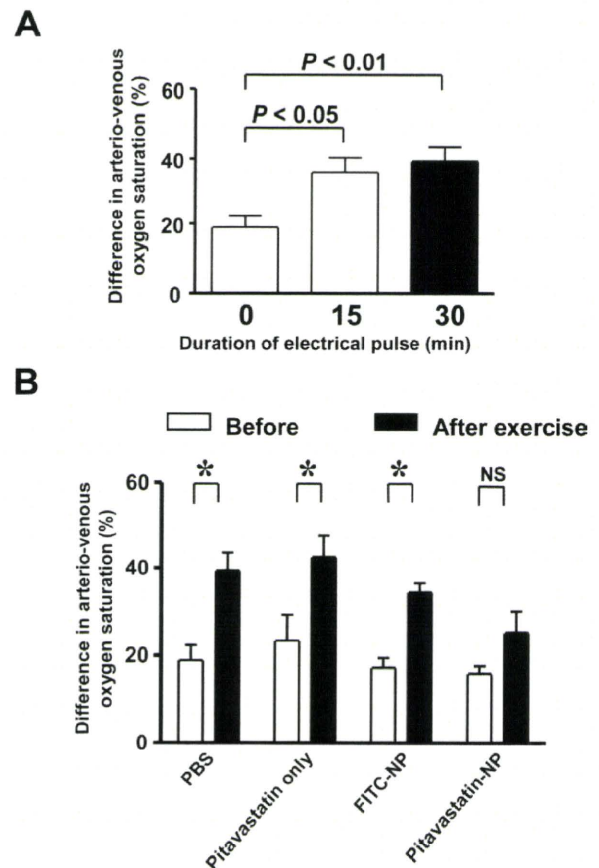 A
P < 0.01
P < 0.05
Difference in arterio-venous
oxygen saturation (%)
60
40
20
0
0 15 30
Duration of electrical pulse (min)
B
Before After exercise
* * * NS
Difference in arterio-venous
oxygen saturation (%)
60
40
20
0
PBS
Pitavastatin only
FITC-NP
Pitavastatin-NP